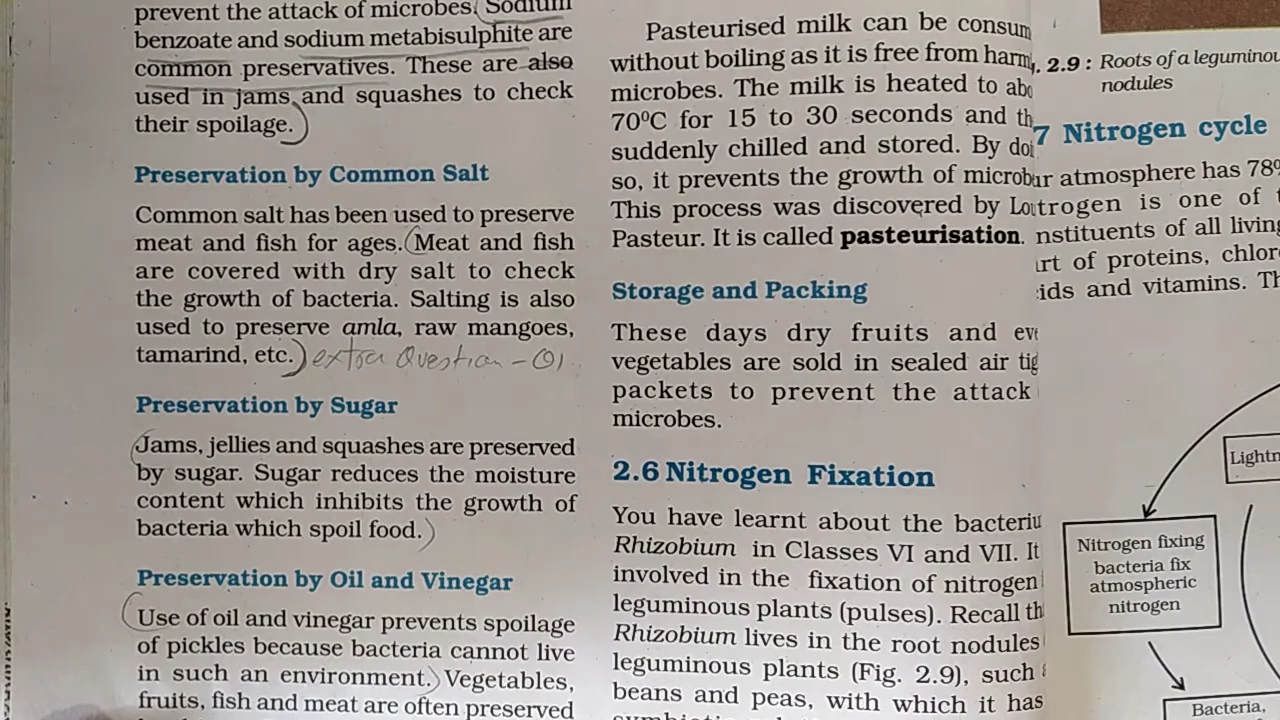 prevent the attack of microbes. Sodium
benzoate and sodium metabisulphite are
common preservatives. These are also
used in jams and squashes to check
their spoilage.
Preservation by Common Salt
Common salt has been used to preserve
meat and fish for ages. Meat and fish
are covered with dry salt to check
the growth of bacteria. Salting is also
used to preserve amla, raw mangoes,
tamarind, etc. extra Question - 01
Preservation by Sugar
Jams, jellies and squashes are preserved
by sugar. Sugar reduces the moisture
content which inhibits the growth of
bacteria which spoil food.
Preservation by Oil and Vinegar
Use of oil and vinegar prevents spoilage
of pickles because bacteria cannot live
in such an environment. Vegetables,
fruits, fish and meat are often preserved
Pasteurised milk can be consum
without boiling as it is free from harm
microbes. The milk is heated to abo
70°C for 15 to 30 seconds and th
suddenly chilled and stored. By doi
so, it prevents the growth of microb
This process was discovered by Lo
Pasteur. It is called pasteurisation.
Storage and Packing
These days dry fruits and eve
vegetables are sold in sealed air tig
packets to prevent the attack
microbes.
2.6 Nitrogen Fixation
You have learnt about the bacteriu
Rhizobium in Classes VI and VII. It
involved in the fixation of nitrogen
leguminous plants (pulses). Recall th
Rhizobium lives in the root nodules
leguminous plants (Fig. 2.9), such
beans and peas, with which it has
. 2.9 : Roots of a legumino
nodules
7 Nitrogen cycle
ur atmosphere has 78%
trogen is one of t
nstituents of all living
art of proteins, chlor
ids and vitamins. Th
Lightn
Nitrogen fixing
bacteria fix
atmospheric
nitrogen
Bacteria,